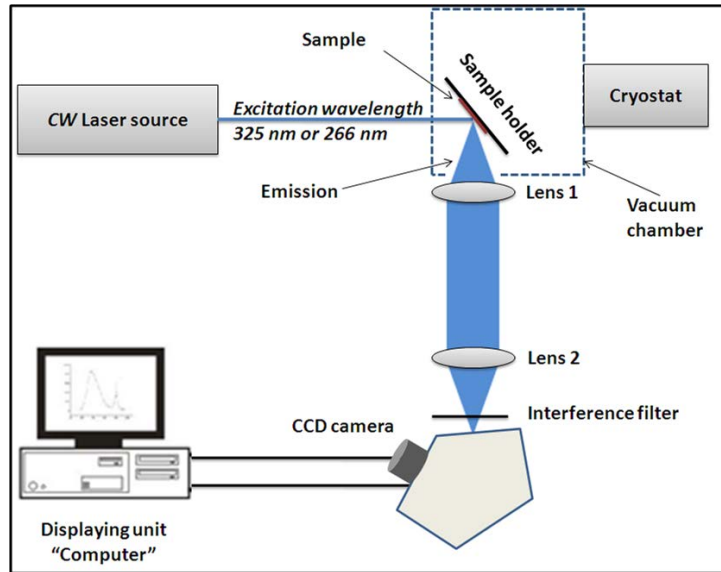 Sample
Sample holder
Cryostat
CW Laser source
Excitation wavelength
325 nm or 266 nm
Emission
Lens 1
Vacuum
chamber
Lens 2
Interference filter
CCD camera
Displaying unit
“Computer”